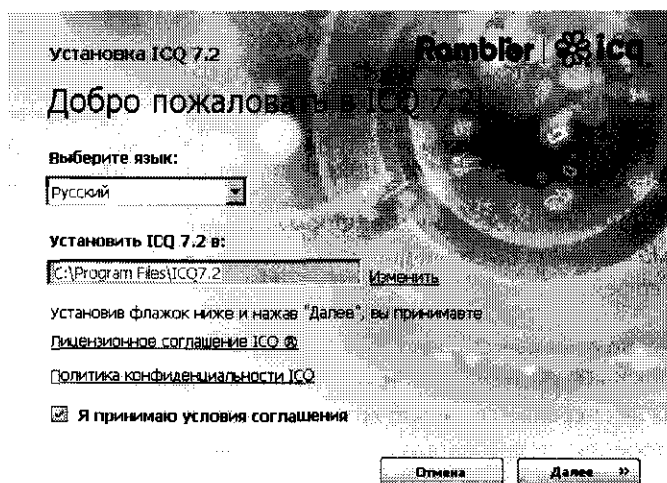 Установка ICQ 7.2
Rambler icq
Добро пожаловать в ICQ 7.2!
Выберите язык:
Русский
Установить ICQ 7.2 в:
C:\Program Files\ICQ7.2
Изменить
Установив флажок ниже и нажав "Далее", вы принимаете
Лицензионное соглашение ICQ ®
Политика конфиденциальности ICQ
Я принимаю условия соглашения
Отмена
Далее »